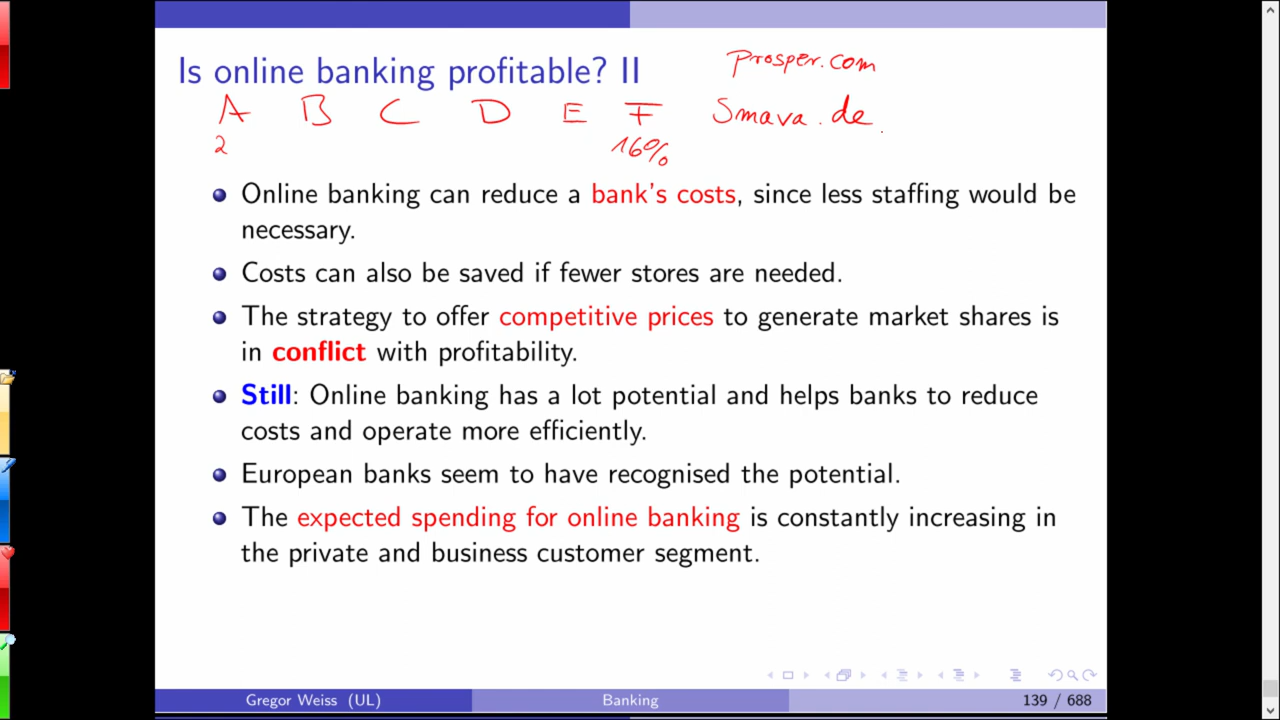 Is online banking profitable? II
Prosper.com
A B C D E F
Smava.de
2 16%
Online banking can reduce a bank's costs, since less staffing would be
necessary.
Costs can also be saved if fewer stores are needed.
The strategy to offer competitive prices to generate market shares is
in conflict with profitability.
Still: Online banking has a lot potential and helps banks to reduce
costs and operate more efficiently.
European banks seem to have recognised the potential.
The expected spending for online banking is constantly increasing in
the private and business customer segment.
Gregor Weiss (UL) Banking 139 / 688